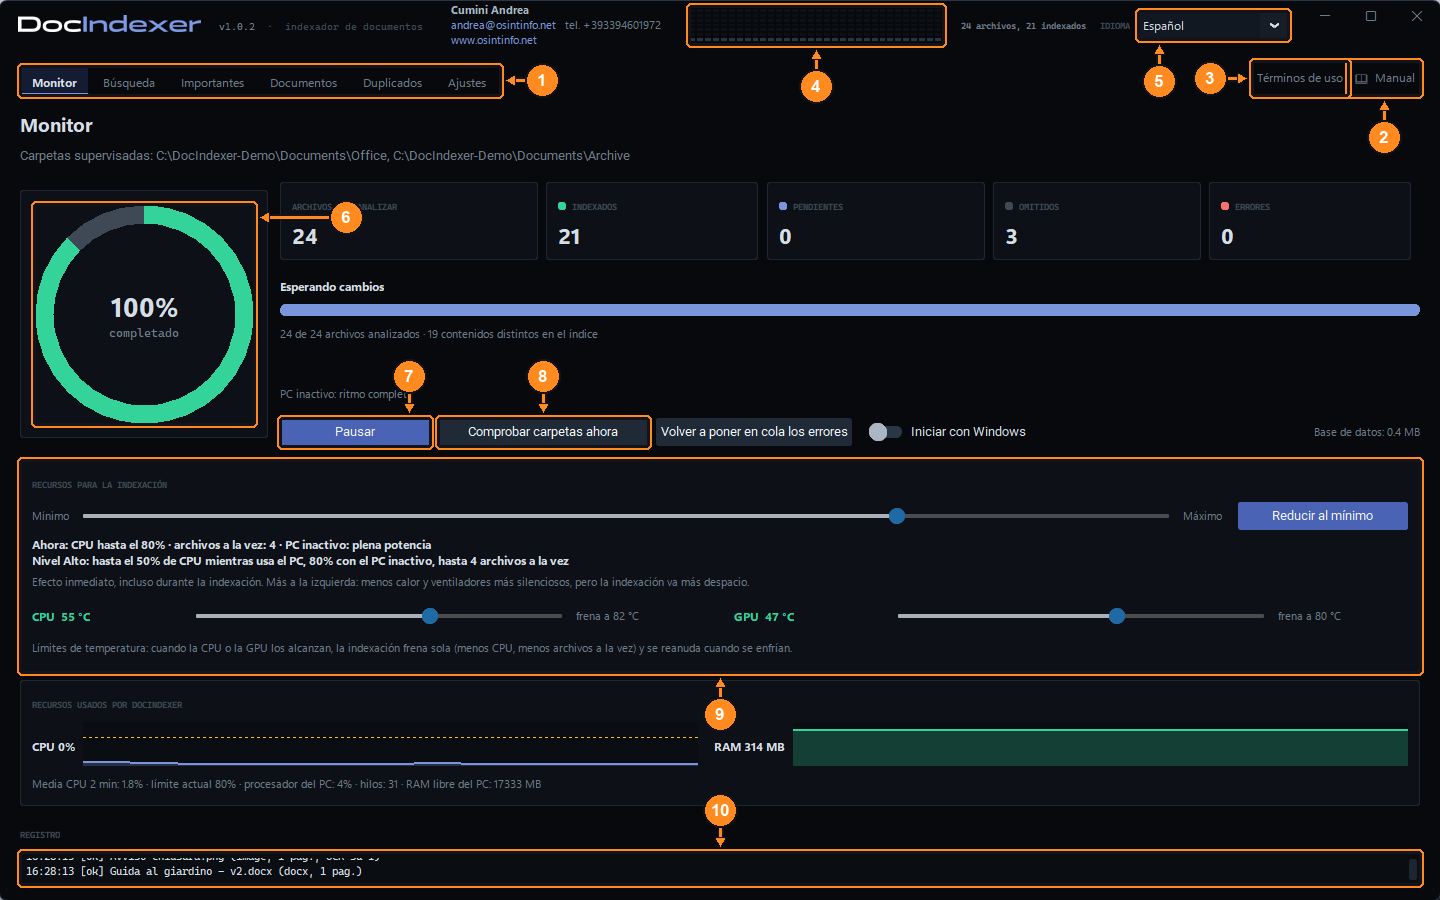 DocIndexer v1.0.2 · indexador de documentos
Cumini Andrea
andrea@osintinfo.net tel. +393394601972
www.osintinfo.net
24 archivos, 21 indexados
IDIOMA
Español
4
5
Monitor Búsqueda Importantes Documentos Duplicados Ajustes
1
3
Términos de uso
Manual
2
Monitor
Carpetas supervisadas: C:\DocIndexer-Demo\Documents\Office, C:\DocIndexer-Demo\Documents\Archive
100%
completado
6
ARCHIVOS NALIZAR
24
INDEXADOS
21
PENDIENTES
0
OMITIDOS
3
ERRORES
0
Esperando cambios
24 de 24 archivos analizados · 19 contenidos distintos en el índice
7
8
PC inactivo: ritmo
Pausar
Comprobar carpetas ahora
Volver a poner en cola los errores
Iniciar con Windows
Base de datos: 0.4 MB
RECURSOS PARA LA INDEXACIÓN
Mínimo
Máximo
Reducir al mínimo
Ahora: CPU hasta el 80% · archivos a la vez: 4 · PC inactivo: plena potencia
Nivel Alto: hasta el 50% de CPU mientras usa el PC, 80% con el PC inactivo, hasta 4 archivos a la vez
Efecto inmediato, incluso durante la indexación. Más a la izquierda: menos calor y ventiladores más silenciosos, pero la indexación va más despacio.
CPU 55 °C
frena a 82 °C
GPU 47 °C
frena a 80 °C
Límites de temperatura: cuando la CPU o la GPU los alcanzan, la indexación frena sola (menos CPU, menos archivos a la vez) y se reanuda cuando se enfrían.
9
RECURSOS USADOS POR DOCINDEXER
CPU 0%
RAM 314 MB
Media CPU 2 min: 1.8% · límite actual 80% · procesador del PC: 4% · hilos: 31 · RAM libre del PC: 17333 MB
10
REGISTRO
16:28:13 [ok] Guida al giardino – v2.docx (docx, 1 pag.)